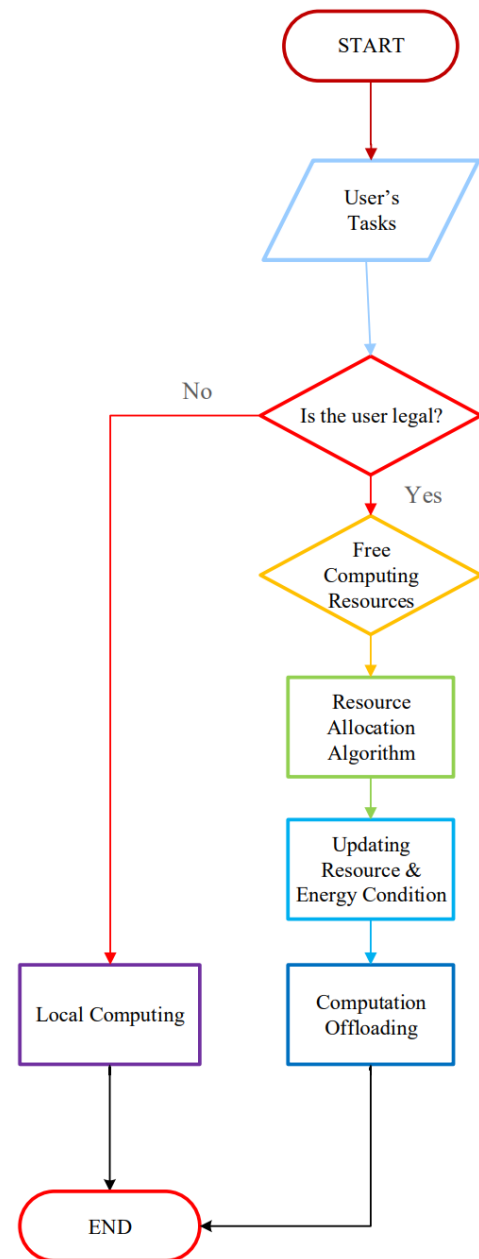 START
User's
Tasks
No
Is the user legal?
Yes
Free
Computing
Resources
Resource
Allocation
Algorithm
Updating
Resource &
Energy Condition
Local Computing
Computation
Offloading
END